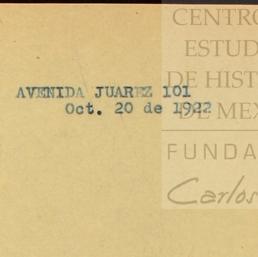 CENTRO
ESTUD
DE HIST
DE MEX
FUNDA
Carlos
AVENIDA JUAREZ 101
Oct. 20 de 1922